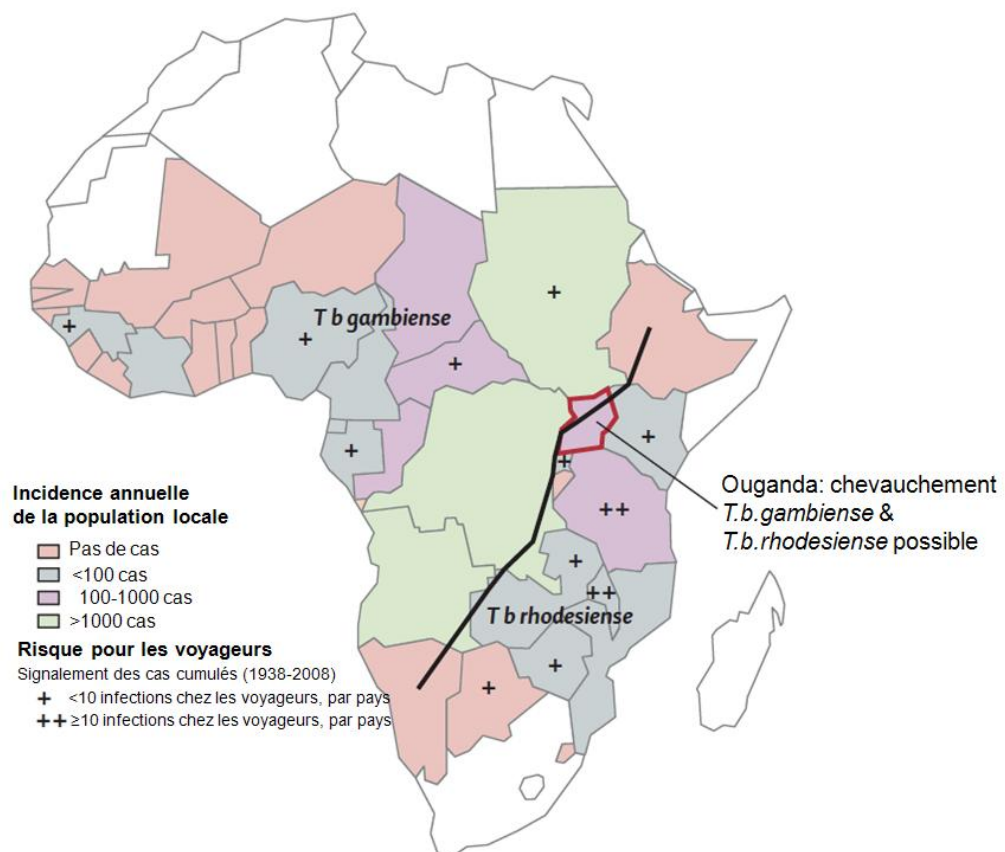 T b gambiense
+
+
+
+
+
+
+
++
+
++
T b rhodesiense
+
+
Ouganda: chevauchement
T.b.gambiense &
T.b.rhodesiense possible
Incidence annuelle
de la population locale
Pas de cas
<100 cas
100-1000 cas
>1000 cas
Risque pour les voyageurs
Signalement des cas cumulés (1938-2008)
+ <10 infections chez les voyageurs, par pays
++ ≥10 infections chez les voyageurs, par pays